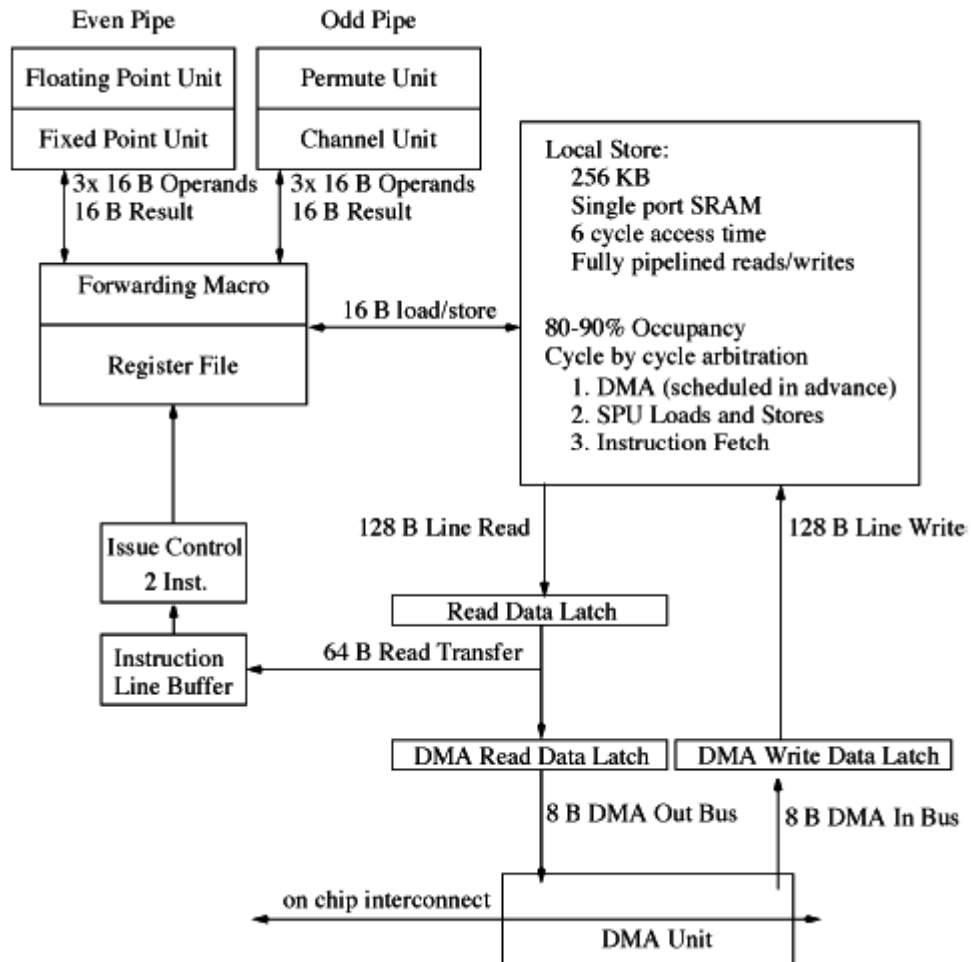 Even Pipe
Odd Pipe
Floating Point Unit
Fixed Point Unit
Permute Unit
Channel Unit
3x 16 B Operands
16 B Result
3x 16 B Operands
16 B Result
Forwarding Macro
Register File
16 B load/store
Local Store:
256 KB
Single port SRAM
6 cycle access time
Fully pipelined reads/writes
80-90% Occupancy
Cycle by cycle arbitration
1. DMA (scheduled in advance)
2. SPU Loads and Stores
3. Instruction Fetch
128 B Line Read
128 B Line Write
Issue Control
2 Inst.
Read Data Latch
Instruction
Line Buffer
64 B Read Transfer
DMA Read Data Latch
DMA Write Data Latch
8 B DMA Out Bus
8 B DMA In Bus
on chip interconnect
DMA Unit